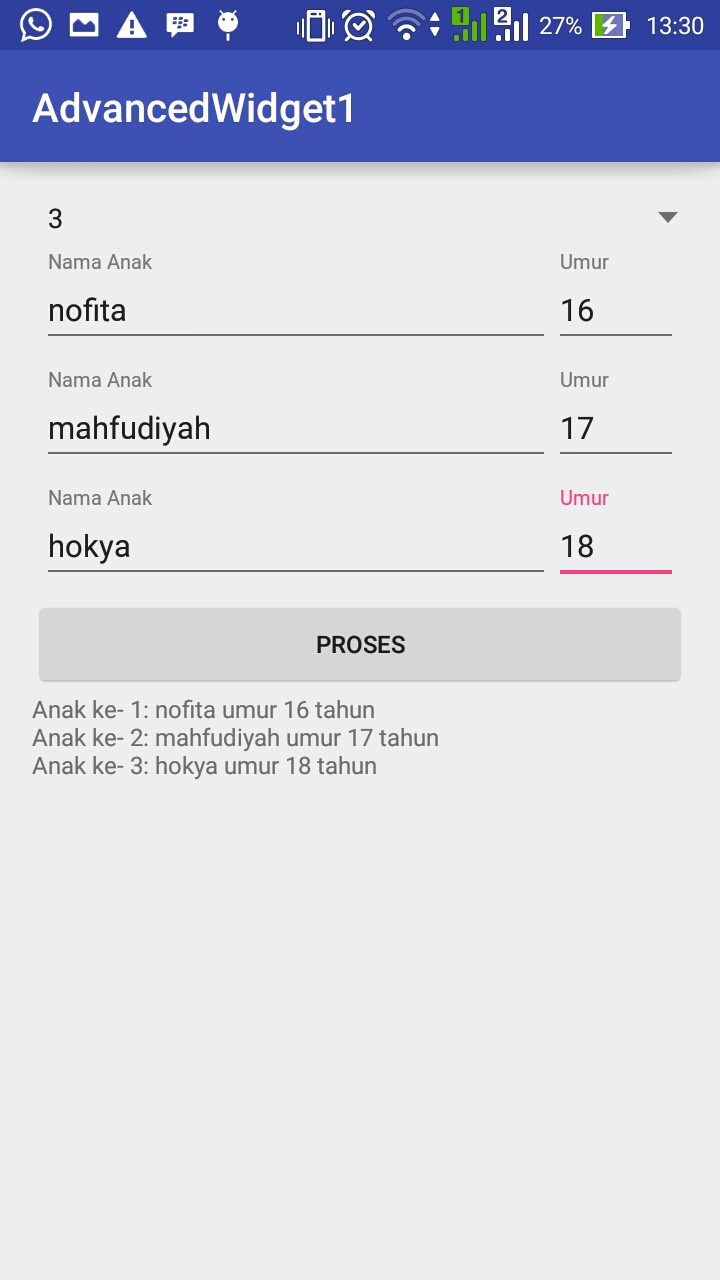 1 2 27% 13:30
AdvancedWidget1
3
Nama Anak Umur
nofita 16
Nama Anak Umur
mahfudiyah 17
Nama Anak Umur
hokya 18
PROSES
Anak ke- 1: nofita umur 16 tahun
Anak ke- 2: mahfudiyah umur 17 tahun
Anak ke- 3: hokya umur 18 tahun